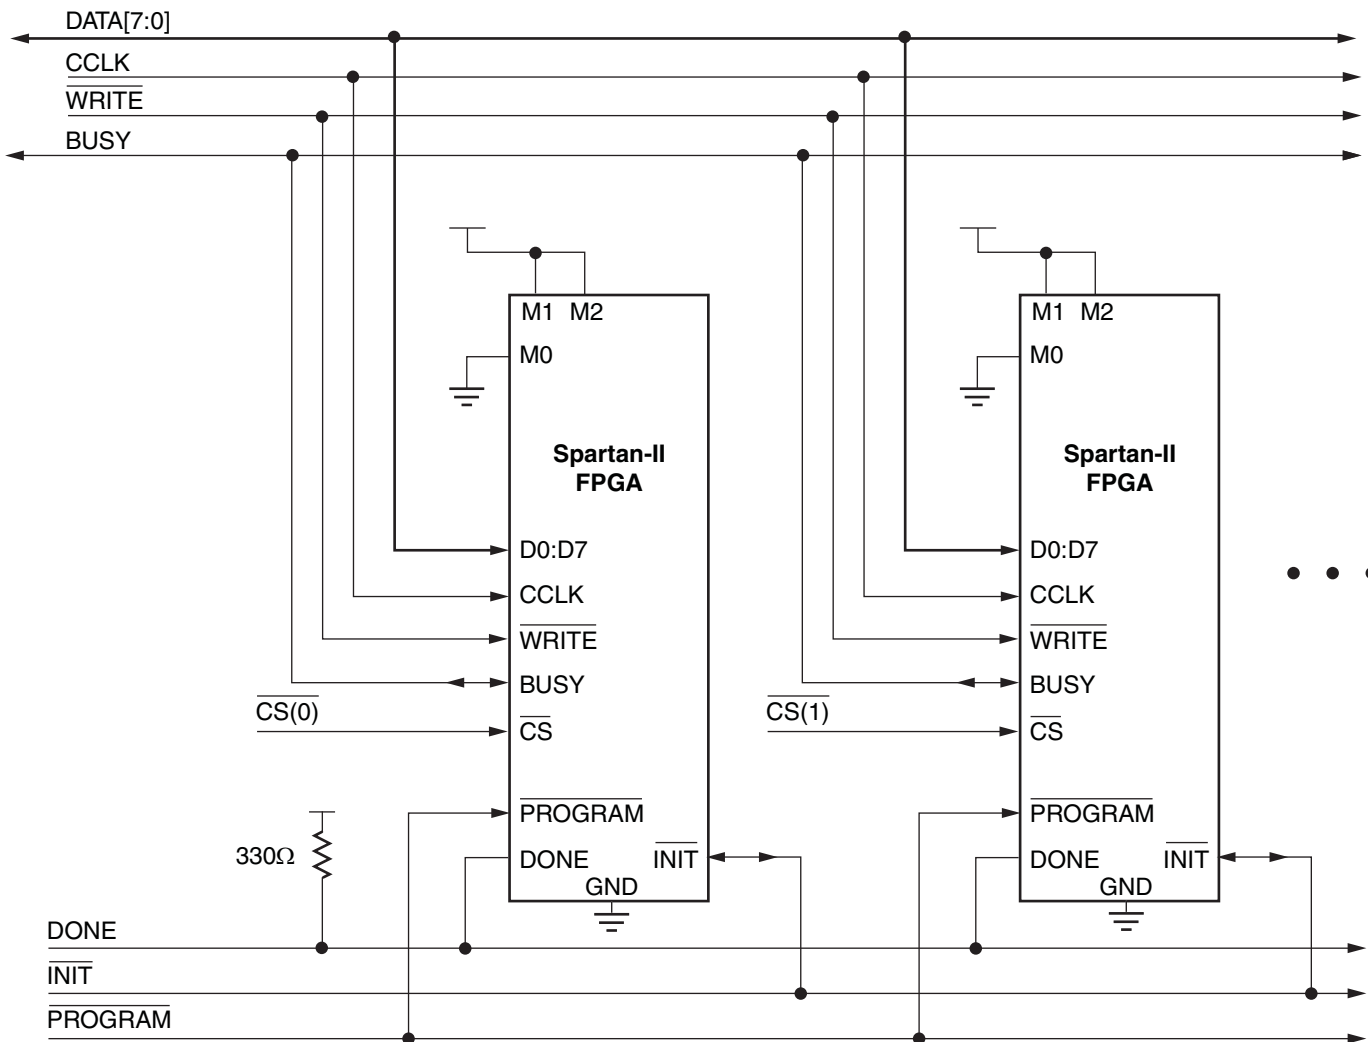 DATA[7:0]
CCLK
WRITE
BUSY
M1 M2
M0
Spartan-II
FPGA
D0:D7
CCLK
WRITE
BUSY
CS(0)
CS
PROGRAM
330Ω
DONE
INIT
GND
M1 M2
M0
Spartan-II
FPGA
D0:D7
CCLK
WRITE
BUSY
CS(1)
CS
PROGRAM
DONE
INIT
GND
DONE
INIT
PROGRAM